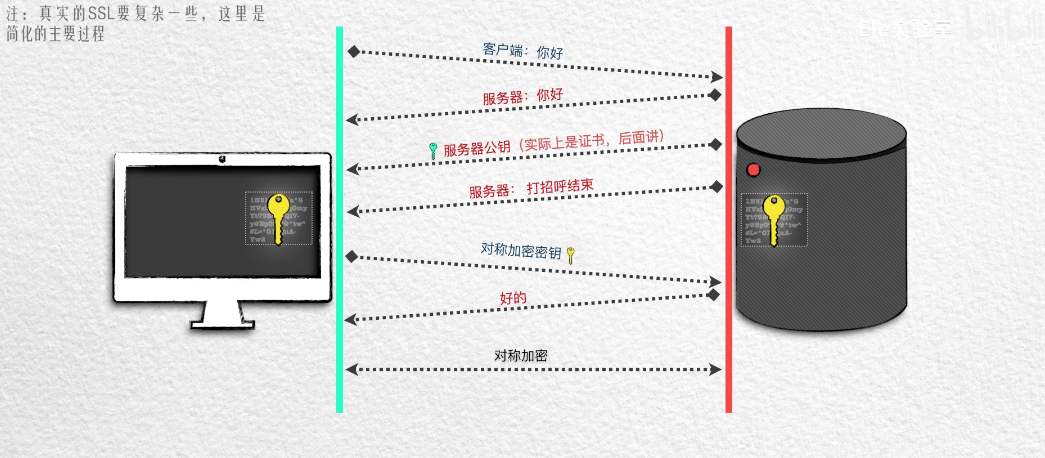 注：真实的SSL要复杂一些，这里是
简化的主要过程
bilibili
客户端：你好
服务器：你好
服务器公钥（实际上是证书，后面讲）
服务器： 打招呼结束
对称加密密钥
好的
对称加密